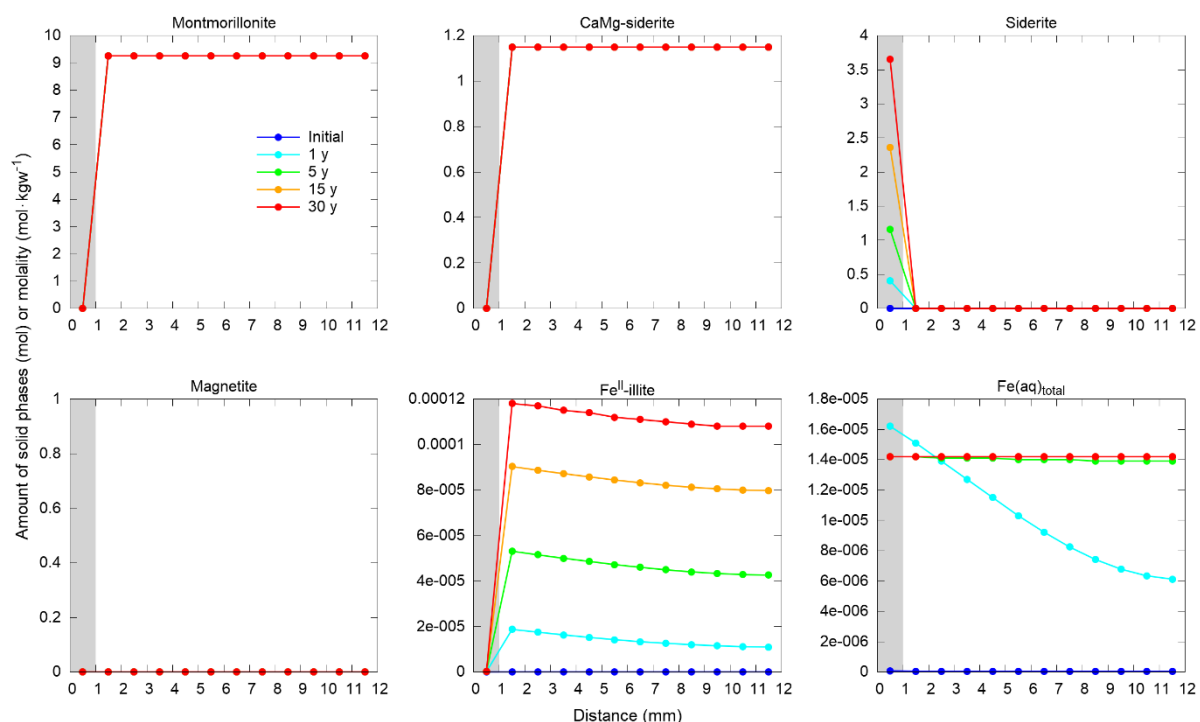 Montmorillonite
10
9
8
7
6
5
4
3
2
1
0
0 1 2 3 4 5 6 7 8 9 10 11 12
Initial
1 y
5 y
15 y
30 y
CaMg-siderite
1.2
1
0.8
0.6
0.4
0.2
0
0 1 2 3 4 5 6 7 8 9 10 11 12
Siderite
4
3.5
3
2.5
2
1.5
1
0.5
0
0 1 2 3 4 5 6 7 8 9 10 11 12
Amount of solid phases (mol) or molality (mol·kgw⁻¹)
Magnetite
1
0.8
0.6
0.4
0.2
0
0 1 2 3 4 5 6 7 8 9 10 11 12
Feᴵᴵ-illite
0.00012
0.0001
8e-005
6e-005
4e-005
2e-005
0
0 1 2 3 4 5 6 7 8 9 10 11 12
Fe(aq)total
1.8e-005
1.6e-005
1.4e-005
1.2e-005
1e-005
8e-006
6e-006
4e-006
2e-006
0
0 1 2 3 4 5 6 7 8 9 10 11 12
Distance (mm)